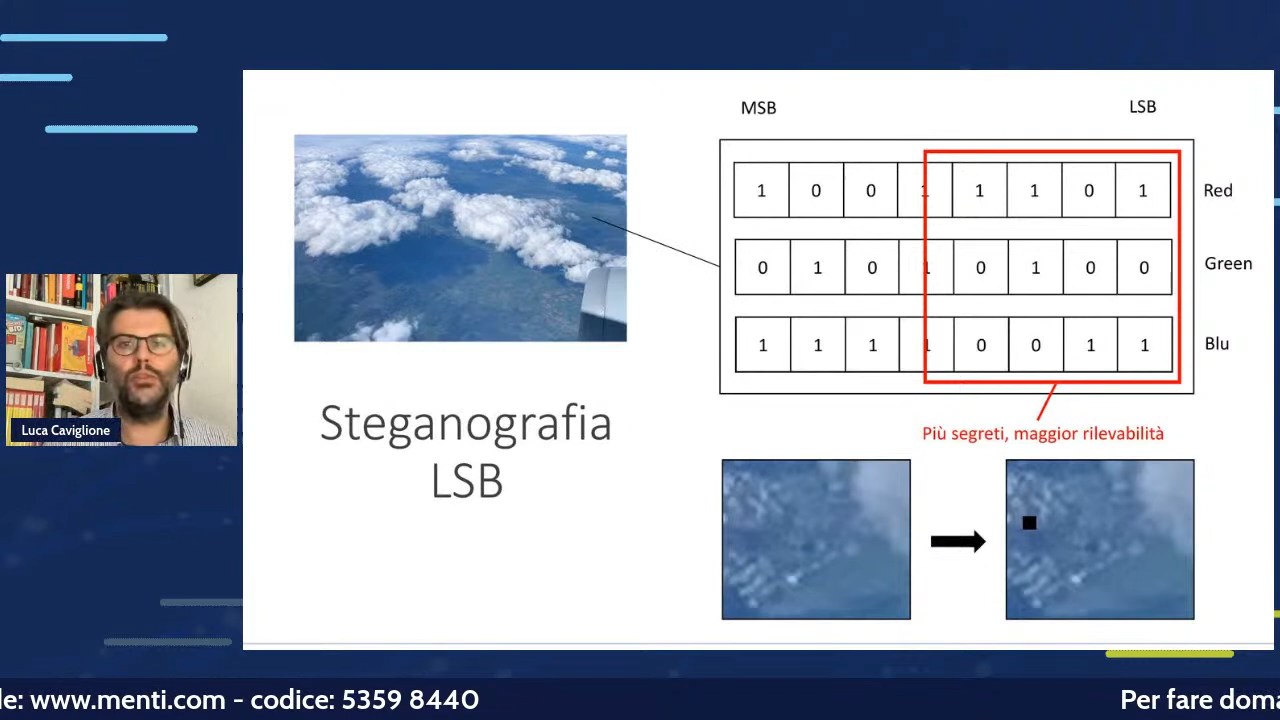 MSB
LSB
1 0 0 1 1 1 0 1
Red
0 1 0 1 0 1 0 0
Green
1 1 1 1 0 0 1 1
Blu
Più segreti, maggior rilevabilità
Steganografia
LSB
Luca Caviglione
le: www.menti.com - codice: 5359 8440
Per fare doma